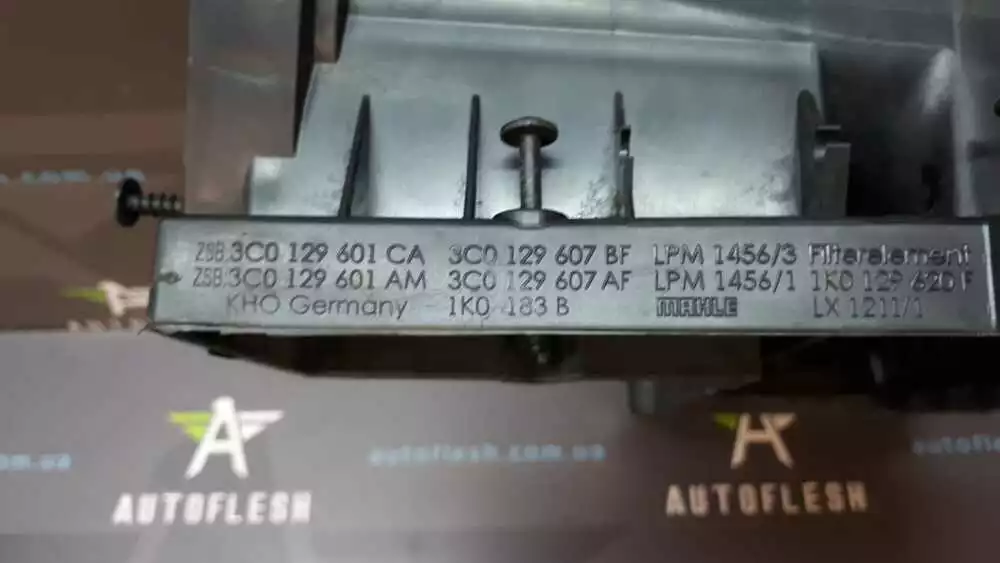 ZSB.3C0 129 601 CA 3C0 129 607 BF LPM 1456/3 Filterelement
ZSB.3C0 129 601 AM 3C0 129 607 AF LPM 1456/1 1K0 129 620 F
KHO Germany 1K0 183 B MAHLE LX 1211/1
autoflesh.com.ua
AUTOFLESH
AUTOFLESH